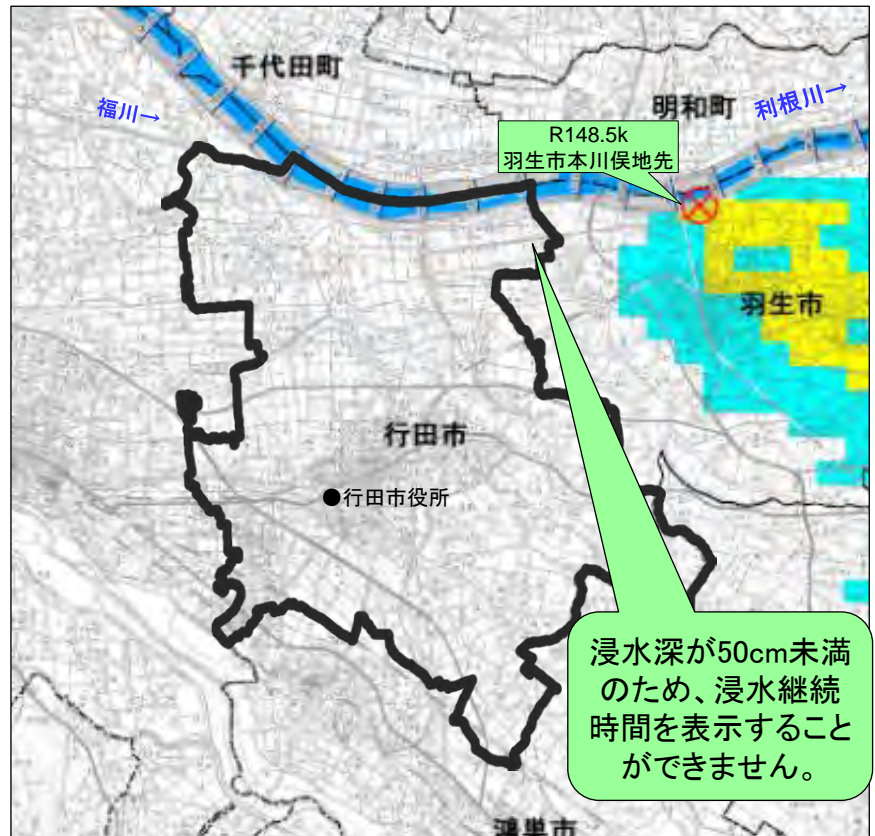 千代田町
福川→
明和町
利根川→
R148.5k
羽生市本川俣地先
羽生市
行田市
●行田市役所
浸水深が50cm未満
のため、浸水継続
時間を表示すること
ができません。
鴻巣市